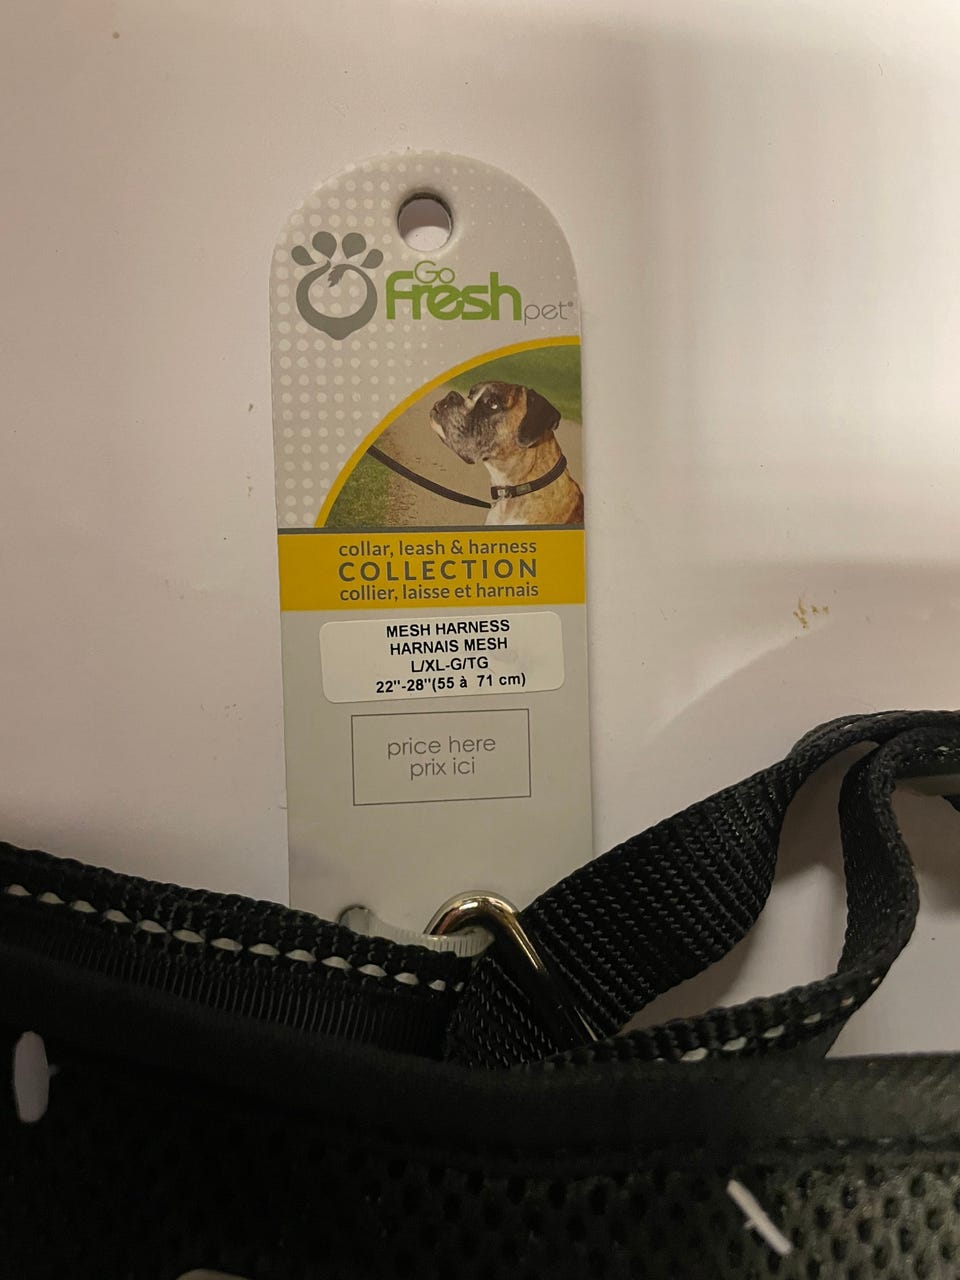 Go
Fresh pet®
collar, leash & harness
COLLECTION
collier, laisse et harnais
MESH HARNESS
HARNAIS MESH
L/XL-G/TG
22"-28"(55 à 71 cm)
price here
prix ici